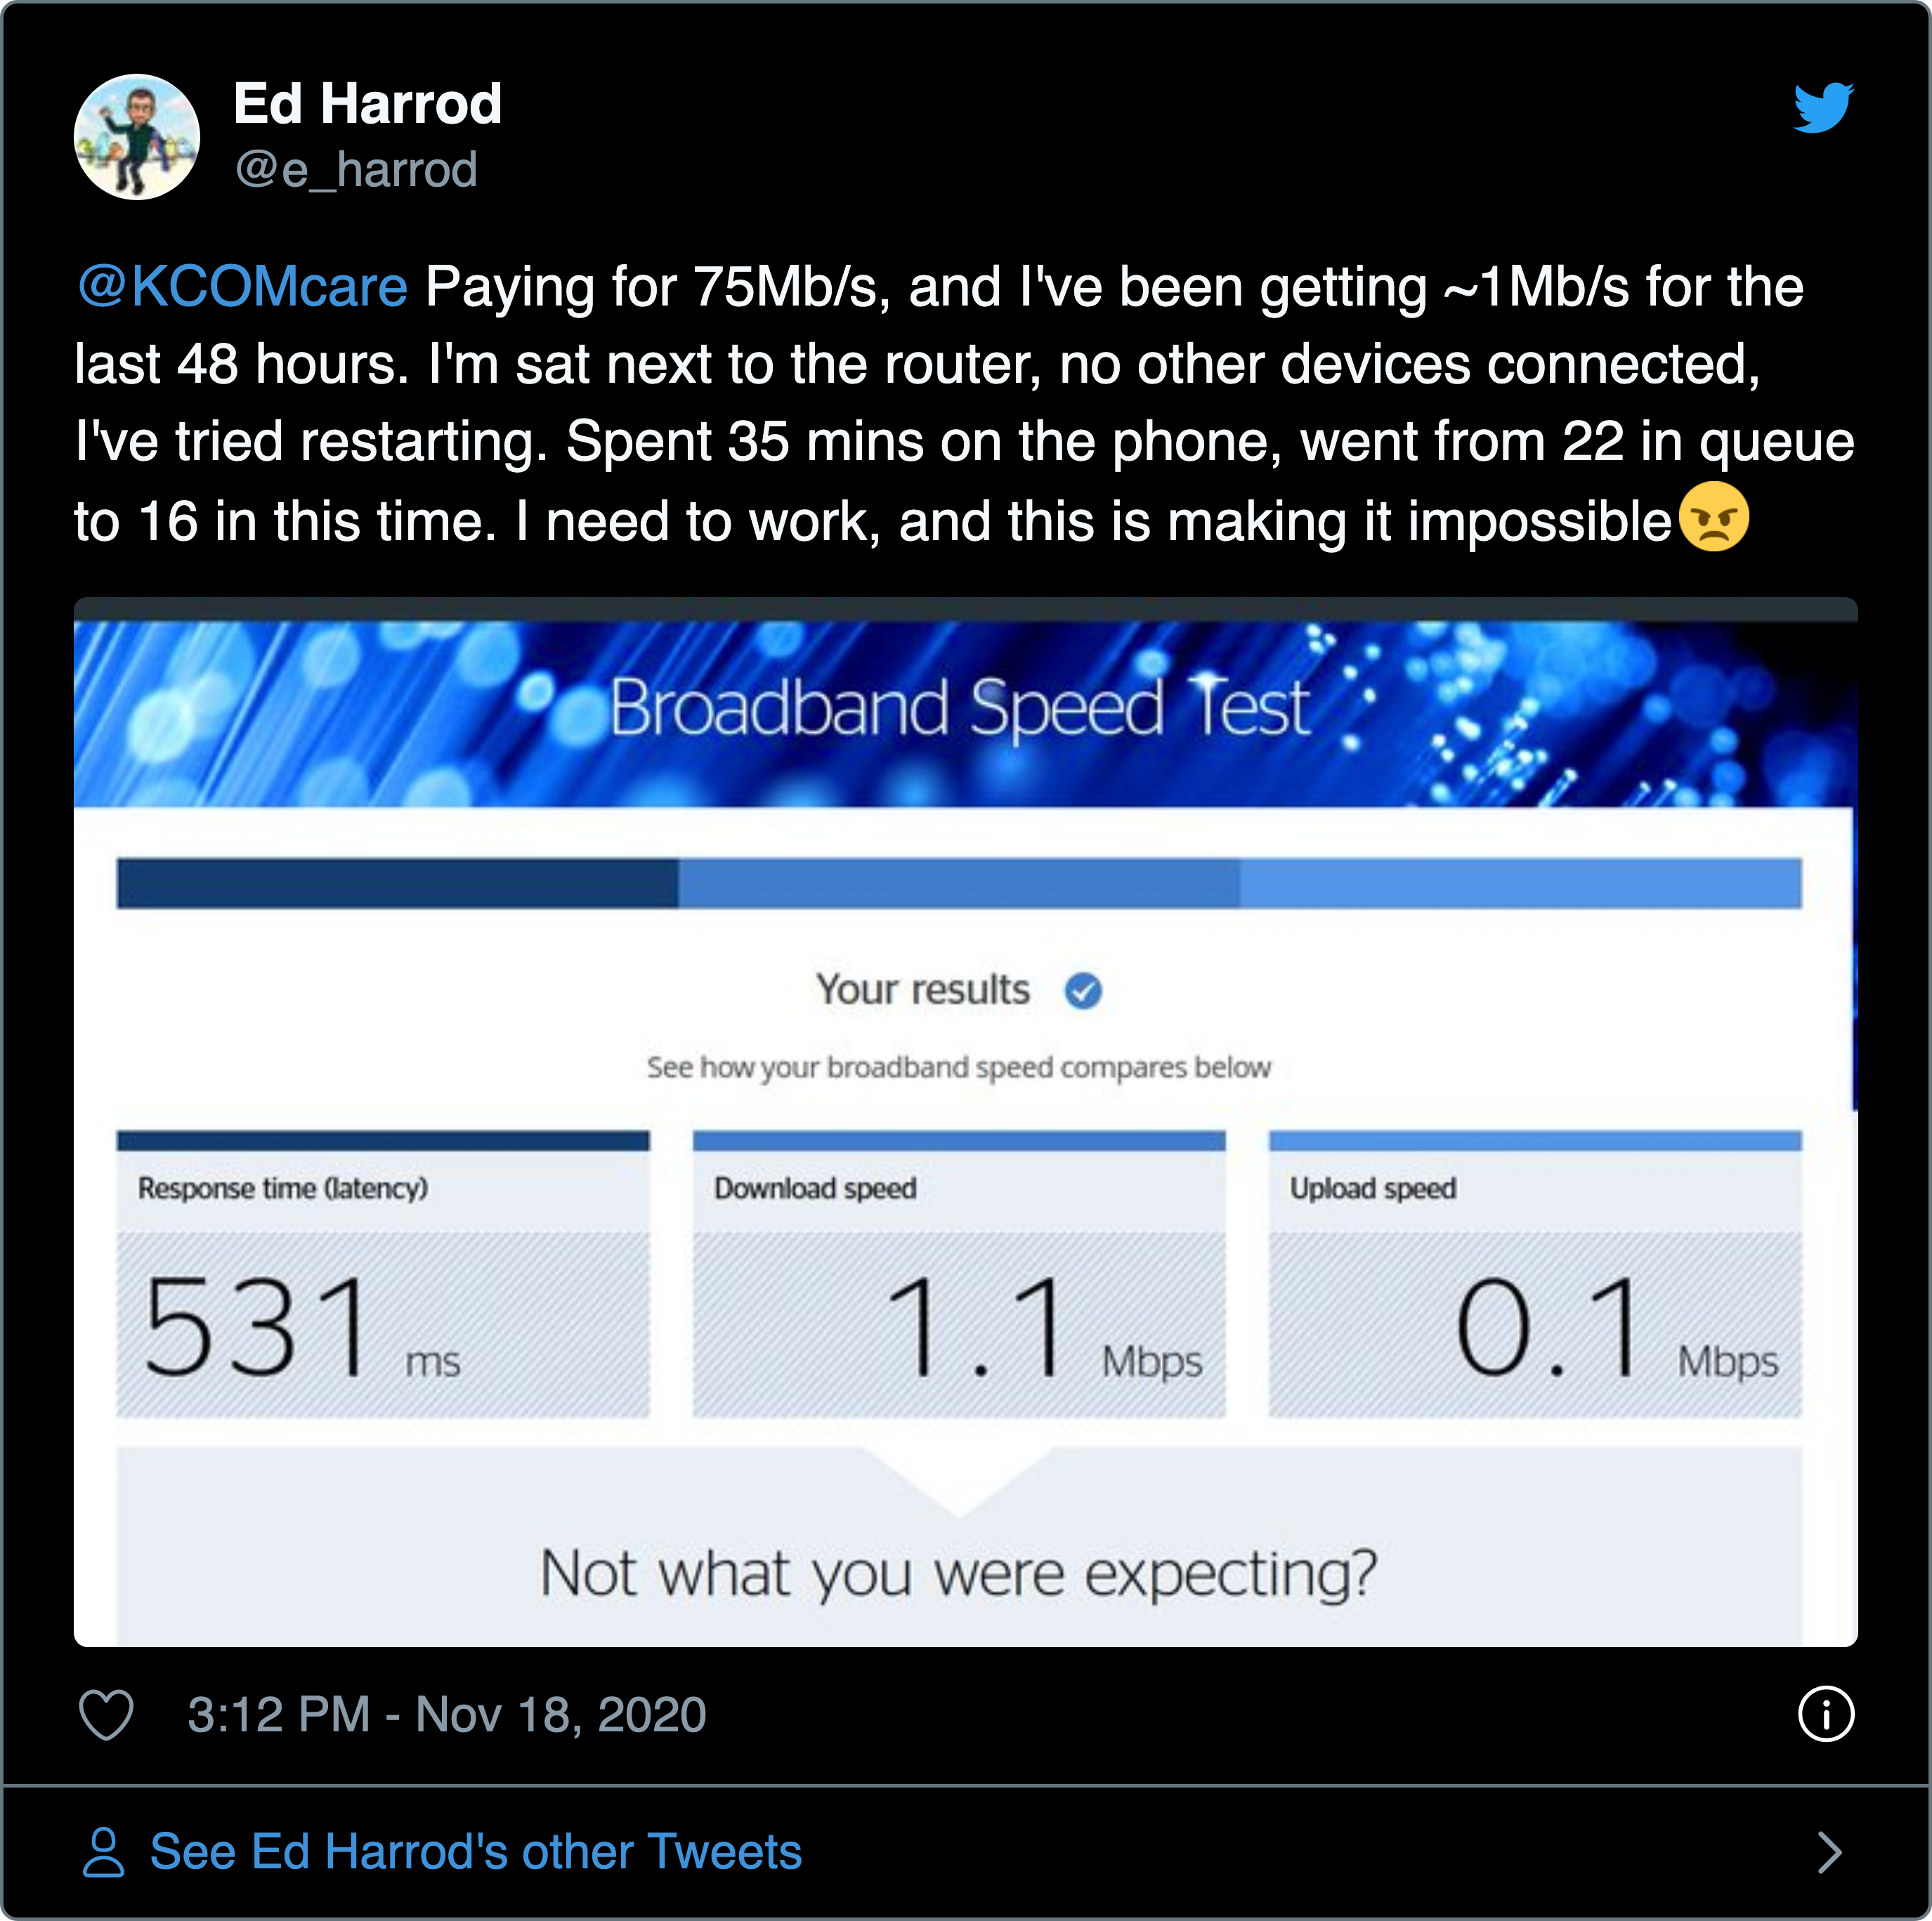 Ed Harrod
@e_harrod
@KCOMcare Paying for 75Mb/s, and I've been getting ~1Mb/s for the
last 48 hours. I'm sat next to the router, no other devices connected,
I've tried restarting. Spent 35 mins on the phone, went from 22 in queue
to 16 in this time. I need to work, and this is making it impossible😠
Broadband Speed Test
Your results
See how your broadband speed compares below
Response time (latency)
Download speed
Upload speed
531 ms
1.1 Mbps
0.1 Mbps
Not what you were expecting?
3:12 PM - Nov 18, 2020
See Ed Harrod's other Tweets